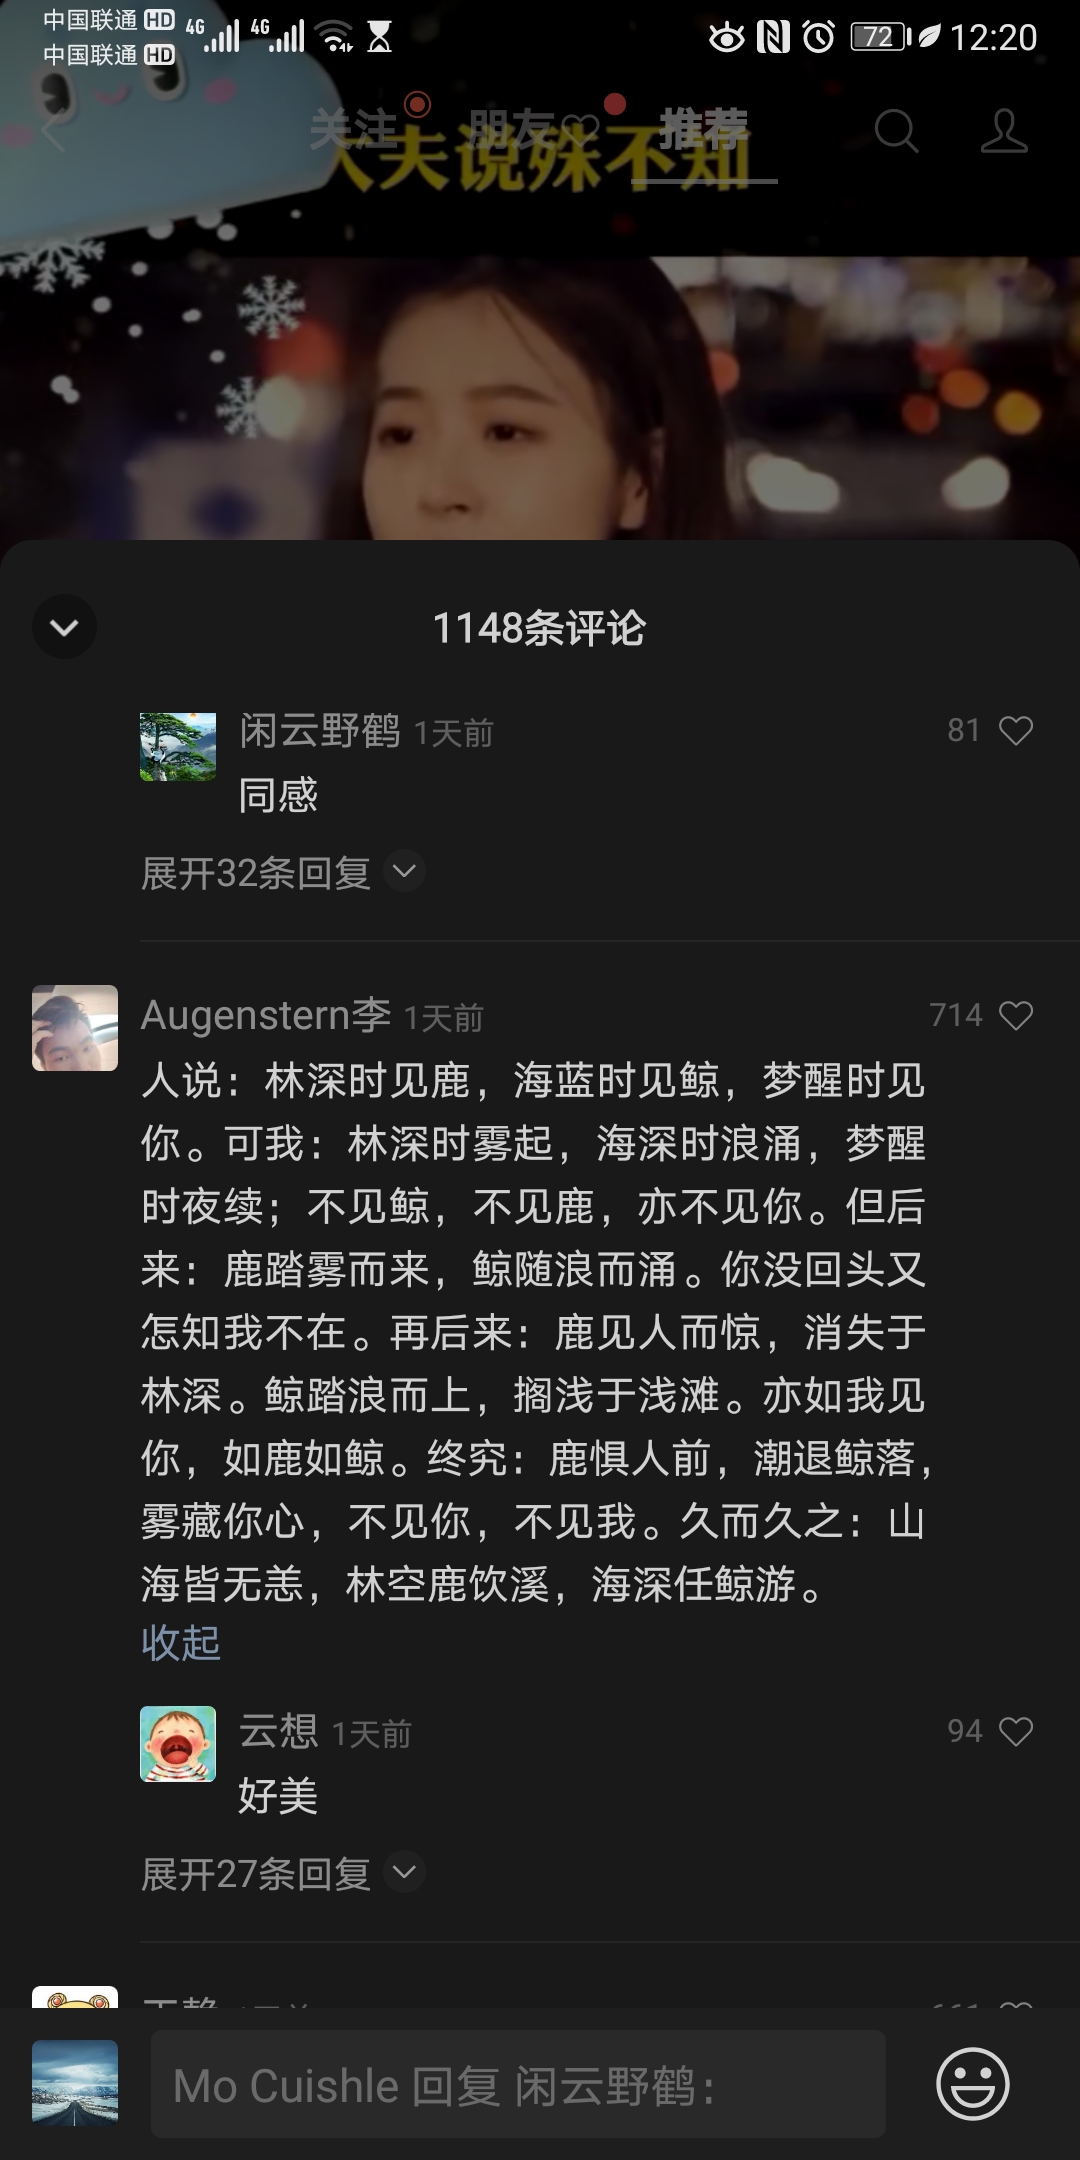 中国联通 HD 4G 4G 72 12:20
中国联通 HD
关注 朋友♡ 推荐
大夫说殊不知
1148条评论
闲云野鹤 1天前 81
同感
展开32条回复
Augenstern李 1天前 714
人说：林深时见鹿，海蓝时见鲸，梦醒时见
你。可我：林深时雾起，海深时浪涌，梦醒
时夜续；不见鲸，不见鹿，亦不见你。但后
来：鹿踏雾而来，鲸随浪而涌。你没回头又
怎知我不在。再后来：鹿见人而惊，消失于
林深。鲸踏浪而上，搁浅于浅滩。亦如我见
你，如鹿如鲸。终究：鹿惧人前，潮退鲸落，
雾藏你心，不见你，不见我。久而久之：山
海皆无恙，林空鹿饮溪，海深任鲸游。
收起
云想 1天前 94
好美
展开27条回复
Mo Cuishle 回复 闲云野鹤：